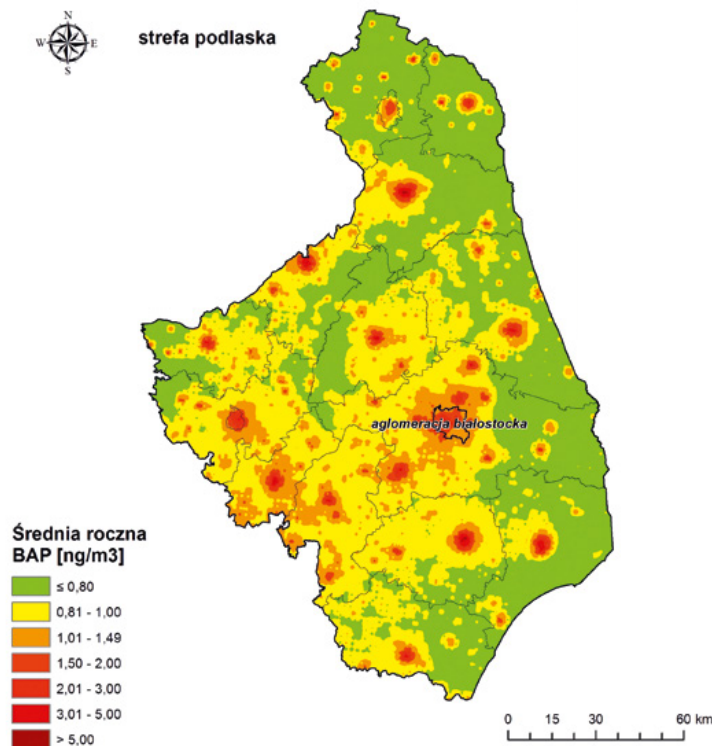 N
W E
S
strefa podlaska
aglomeracja białostocka
Średnia roczna
BAP [ng/m3]
≤ 0,80
0,81 - 1,00
1,01 - 1,49
1,50 - 2,00
2,01 - 3,00
3,01 - 5,00
> 5,00
0 15 30 60 km